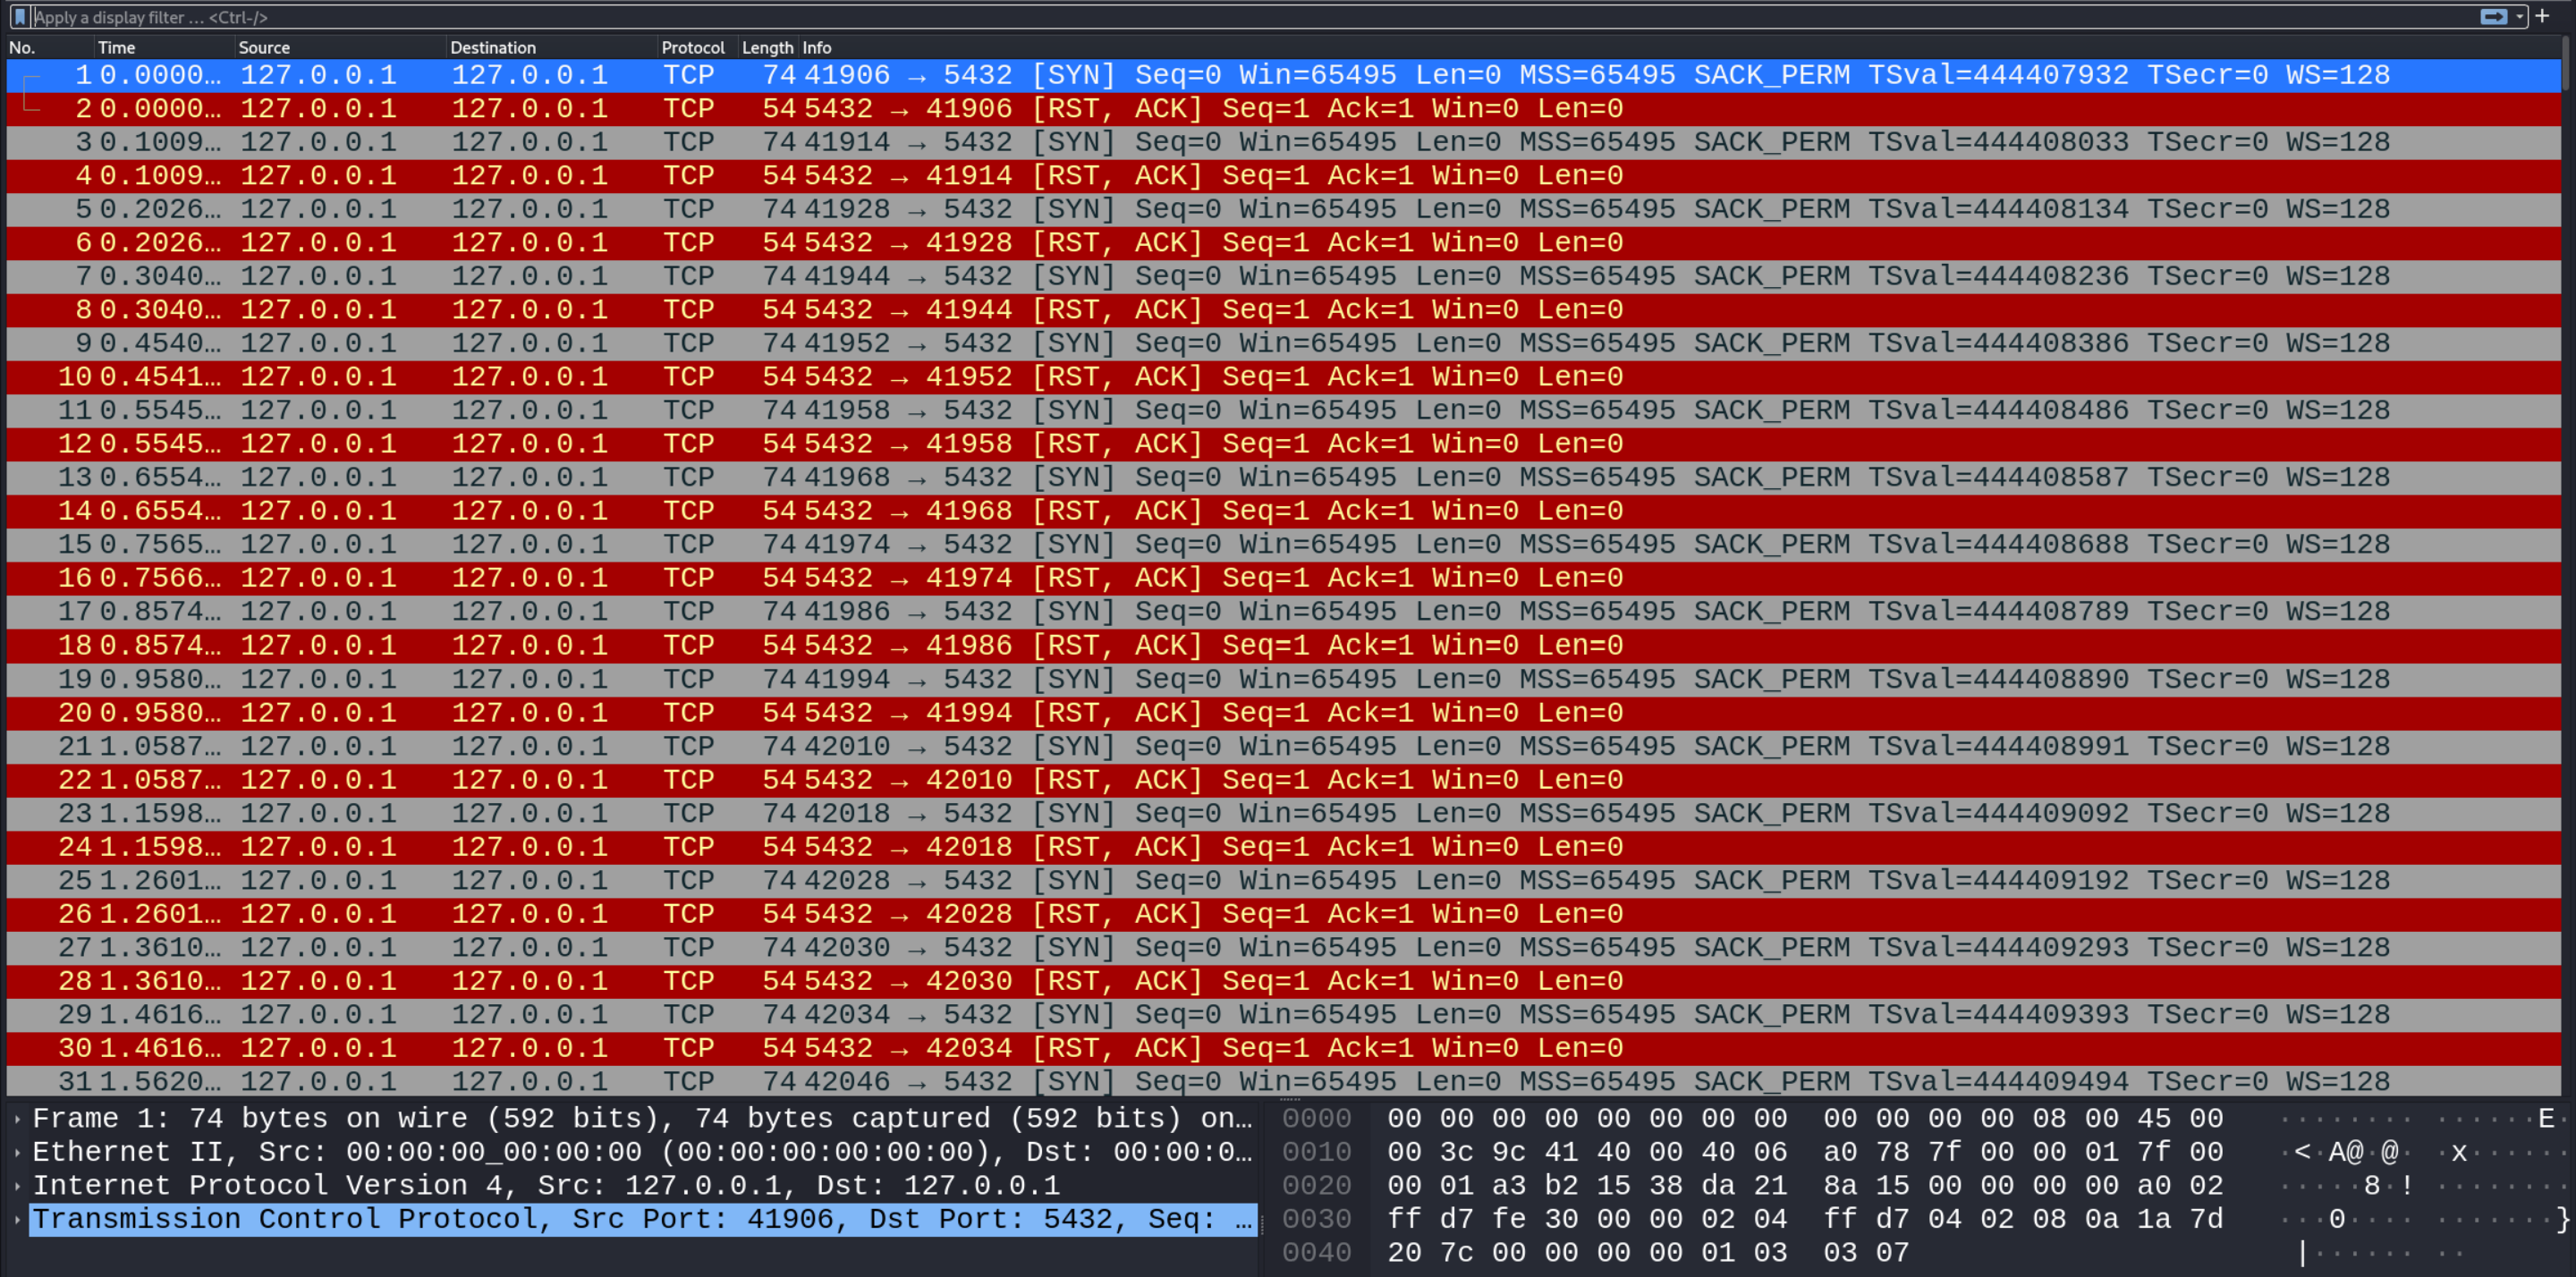 Apply a display filter … <Ctrl-/>
+
No. Time Source Destination Protocol Length Info
1 0.0000… 127.0.0.1 127.0.0.1 TCP 74 41906 → 5432 [SYN] Seq=0 Win=65495 Len=0 MSS=65495 SACK_PERM TSval=444407932 TSecr=0 WS=128
2 0.0000… 127.0.0.1 127.0.0.1 TCP 54 5432 → 41906 [RST, ACK] Seq=1 Ack=1 Win=0 Len=0
3 0.1009… 127.0.0.1 127.0.0.1 TCP 74 41914 → 5432 [SYN] Seq=0 Win=65495 Len=0 MSS=65495 SACK_PERM TSval=444408033 TSecr=0 WS=128
4 0.1009… 127.0.0.1 127.0.0.1 TCP 54 5432 → 41914 [RST, ACK] Seq=1 Ack=1 Win=0 Len=0
5 0.2026… 127.0.0.1 127.0.0.1 TCP 74 41928 → 5432 [SYN] Seq=0 Win=65495 Len=0 MSS=65495 SACK_PERM TSval=444408134 TSecr=0 WS=128
6 0.2026… 127.0.0.1 127.0.0.1 TCP 54 5432 → 41928 [RST, ACK] Seq=1 Ack=1 Win=0 Len=0
7 0.3040… 127.0.0.1 127.0.0.1 TCP 74 41944 → 5432 [SYN] Seq=0 Win=65495 Len=0 MSS=65495 SACK_PERM TSval=444408236 TSecr=0 WS=128
8 0.3040… 127.0.0.1 127.0.0.1 TCP 54 5432 → 41944 [RST, ACK] Seq=1 Ack=1 Win=0 Len=0
9 0.4540… 127.0.0.1 127.0.0.1 TCP 74 41952 → 5432 [SYN] Seq=0 Win=65495 Len=0 MSS=65495 SACK_PERM TSval=444408386 TSecr=0 WS=128
10 0.4541… 127.0.0.1 127.0.0.1 TCP 54 5432 → 41952 [RST, ACK] Seq=1 Ack=1 Win=0 Len=0
11 0.5545… 127.0.0.1 127.0.0.1 TCP 74 41958 → 5432 [SYN] Seq=0 Win=65495 Len=0 MSS=65495 SACK_PERM TSval=444408486 TSecr=0 WS=128
12 0.5545… 127.0.0.1 127.0.0.1 TCP 54 5432 → 41958 [RST, ACK] Seq=1 Ack=1 Win=0 Len=0
13 0.6554… 127.0.0.1 127.0.0.1 TCP 74 41968 → 5432 [SYN] Seq=0 Win=65495 Len=0 MSS=65495 SACK_PERM TSval=444408587 TSecr=0 WS=128
14 0.6554… 127.0.0.1 127.0.0.1 TCP 54 5432 → 41968 [RST, ACK] Seq=1 Ack=1 Win=0 Len=0
15 0.7565… 127.0.0.1 127.0.0.1 TCP 74 41974 → 5432 [SYN] Seq=0 Win=65495 Len=0 MSS=65495 SACK_PERM TSval=444408688 TSecr=0 WS=128
16 0.7566… 127.0.0.1 127.0.0.1 TCP 54 5432 → 41974 [RST, ACK] Seq=1 Ack=1 Win=0 Len=0
17 0.8574… 127.0.0.1 127.0.0.1 TCP 74 41986 → 5432 [SYN] Seq=0 Win=65495 Len=0 MSS=65495 SACK_PERM TSval=444408789 TSecr=0 WS=128
18 0.8574… 127.0.0.1 127.0.0.1 TCP 54 5432 → 41986 [RST, ACK] Seq=1 Ack=1 Win=0 Len=0
19 0.9580… 127.0.0.1 127.0.0.1 TCP 74 41994 → 5432 [SYN] Seq=0 Win=65495 Len=0 MSS=65495 SACK_PERM TSval=444408890 TSecr=0 WS=128
20 0.9580… 127.0.0.1 127.0.0.1 TCP 54 5432 → 41994 [RST, ACK] Seq=1 Ack=1 Win=0 Len=0
21 1.0587… 127.0.0.1 127.0.0.1 TCP 74 42010 → 5432 [SYN] Seq=0 Win=65495 Len=0 MSS=65495 SACK_PERM TSval=444408991 TSecr=0 WS=128
22 1.0587… 127.0.0.1 127.0.0.1 TCP 54 5432 → 42010 [RST, ACK] Seq=1 Ack=1 Win=0 Len=0
23 1.1598… 127.0.0.1 127.0.0.1 TCP 74 42018 → 5432 [SYN] Seq=0 Win=65495 Len=0 MSS=65495 SACK_PERM TSval=444409092 TSecr=0 WS=128
24 1.1598… 127.0.0.1 127.0.0.1 TCP 54 5432 → 42018 [RST, ACK] Seq=1 Ack=1 Win=0 Len=0
25 1.2601… 127.0.0.1 127.0.0.1 TCP 74 42028 → 5432 [SYN] Seq=0 Win=65495 Len=0 MSS=65495 SACK_PERM TSval=444409192 TSecr=0 WS=128
26 1.2601… 127.0.0.1 127.0.0.1 TCP 54 5432 → 42028 [RST, ACK] Seq=1 Ack=1 Win=0 Len=0
27 1.3610… 127.0.0.1 127.0.0.1 TCP 74 42030 → 5432 [SYN] Seq=0 Win=65495 Len=0 MSS=65495 SACK_PERM TSval=444409293 TSecr=0 WS=128
28 1.3610… 127.0.0.1 127.0.0.1 TCP 54 5432 → 42030 [RST, ACK] Seq=1 Ack=1 Win=0 Len=0
29 1.4616… 127.0.0.1 127.0.0.1 TCP 74 42034 → 5432 [SYN] Seq=0 Win=65495 Len=0 MSS=65495 SACK_PERM TSval=444409393 TSecr=0 WS=128
30 1.4616… 127.0.0.1 127.0.0.1 TCP 54 5432 → 42034 [RST, ACK] Seq=1 Ack=1 Win=0 Len=0
31 1.5620… 127.0.0.1 127.0.0.1 TCP 74 42046 → 5432 [SYN] Seq=0 Win=65495 Len=0 MSS=65495 SACK_PERM TSval=444409494 TSecr=0 WS=128
Frame 1: 74 bytes on wire (592 bits), 74 bytes captured (592 bits) on…
Ethernet II, Src: 00:00:00_00:00:00 (00:00:00:00:00:00), Dst: 00:00:0…
Internet Protocol Version 4, Src: 127.0.0.1, Dst: 127.0.0.1
Transmission Control Protocol, Src Port: 41906, Dst Port: 5432, Seq: …
0000 00 00 00 00 00 00 00 00 00 00 00 00 08 00 45 00 ········ ······E·
0010 00 3c 9c 41 40 00 40 06 a0 78 7f 00 00 01 7f 00 ·<·A@·@· ·x······
0020 00 01 a3 b2 15 38 da 21 8a 15 00 00 00 00 a0 02 ·····8·! ········
0030 ff d7 fe 30 00 00 02 04 ff d7 04 02 08 0a 1a 7d ···0···· ·······}
0040 20 7c 00 00 00 00 01 03 03 07 |······ ··